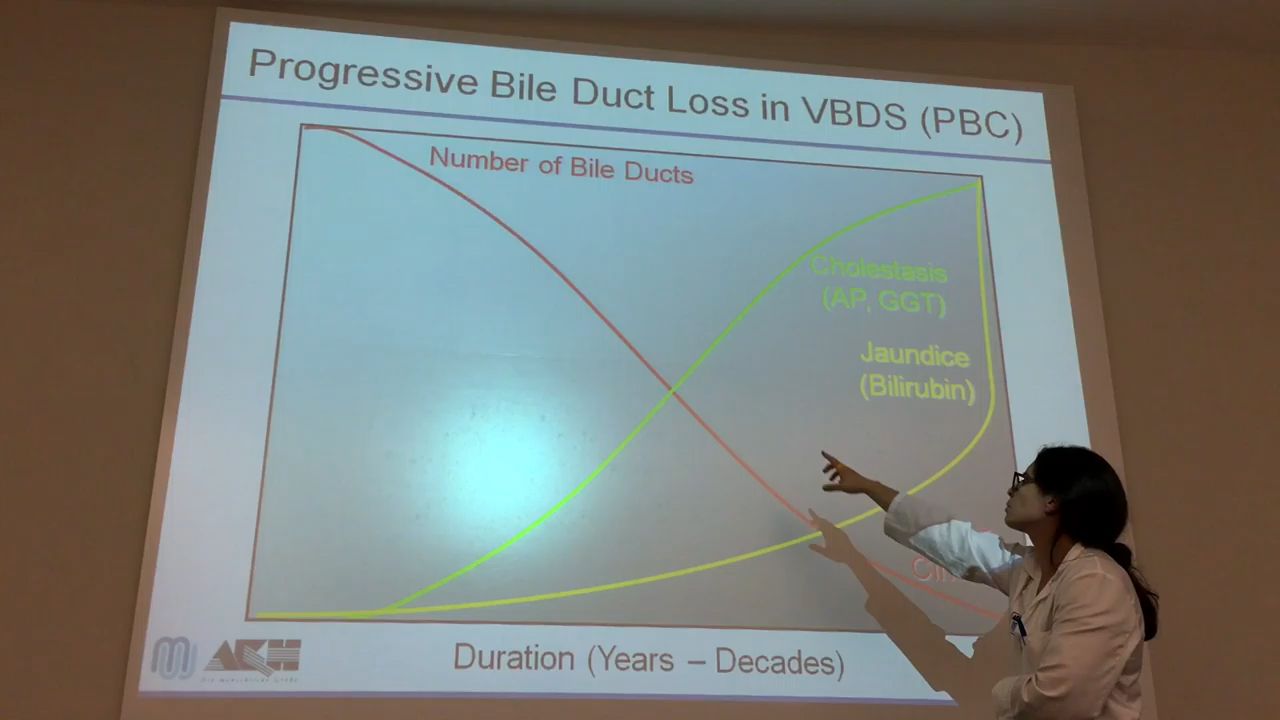 Progressive Bile Duct Loss in VBDS (PBC)
Number of Bile Ducts
Cholestasis
(AP, GGT)
Jaundice
(Bilirubin)
Duration (Years – Decades)
AKH